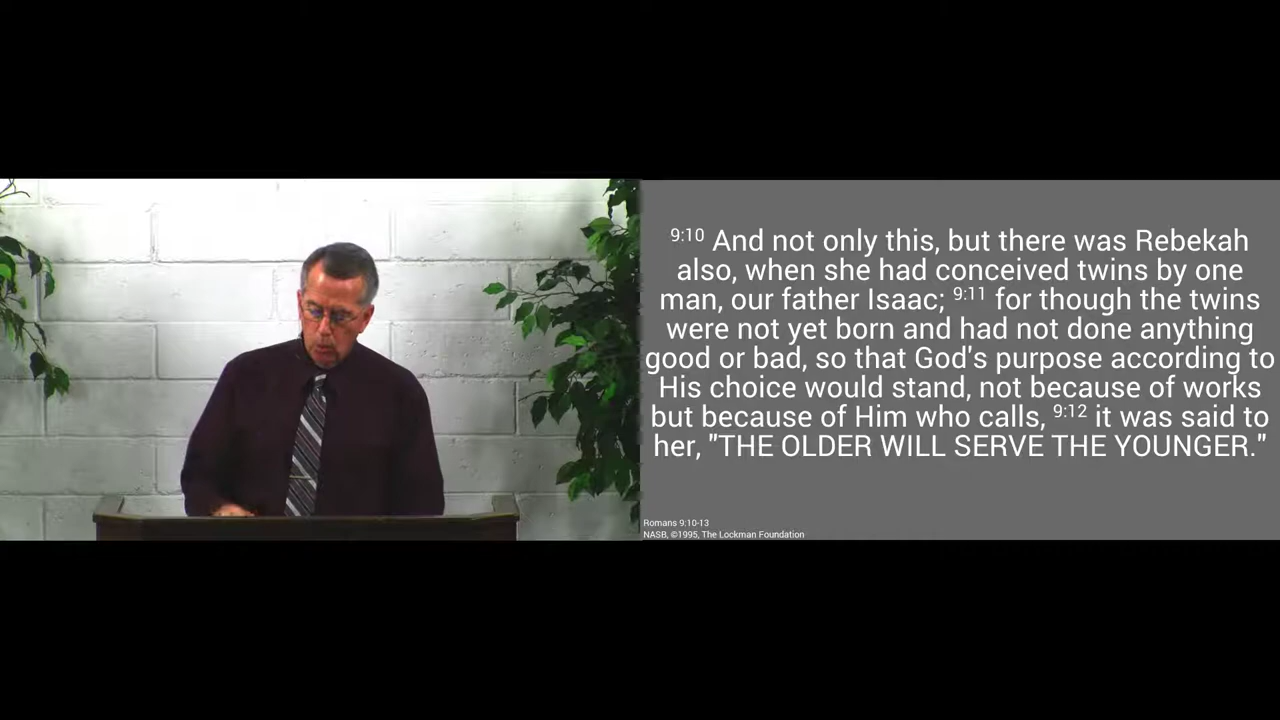 9:10 And not only this, but there was Rebekah
also, when she had conceived twins by one
man, our father Isaac; 9:11 for though the twins
were not yet born and had not done anything
good or bad, so that God's purpose according to
His choice would stand, not because of works
but because of Him who calls, 9:12 it was said to
her, "THE OLDER WILL SERVE THE YOUNGER."
Romans 9:10-13
NASB, ©1995, The Lockman Foundation